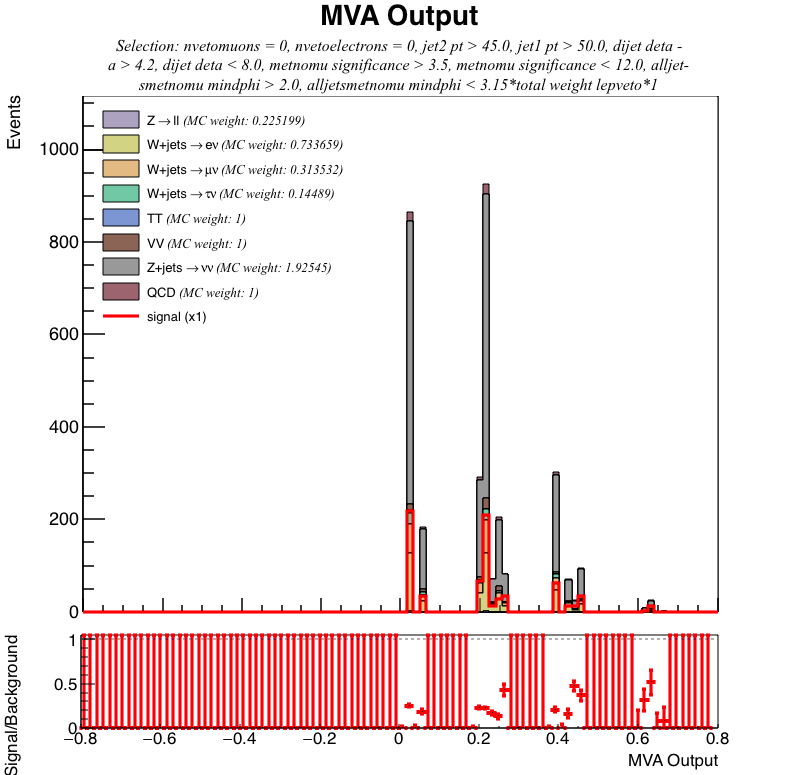 MVA Output
Selection: nvetomuons = 0, nvetoelectrons = 0, jet2 pt > 45.0, jet1 pt > 50.0, dijet deta -
a > 4.2, dijet deta < 8.0, metnomu significance > 3.5, metnomu significance < 12.0, alljet-
smetnomu mindphi > 2.0, alljetsmetnomu mindphi < 3.15*total weight lepveto*1
Events
1000
800
600
400
200
0
Z→ll (MC weight: 0.225199)
W+jets→eν (MC weight: 0.733659)
W+jets→μν (MC weight: 0.313532)
W+jets→τν (MC weight: 0.14489)
TT (MC weight: 1)
VV (MC weight: 1)
Z+jets→νν (MC weight: 1.92545)
QCD (MC weight: 1)
signal (x1)
Signal/Background
1
0.5
0
−0.8 −0.6 −0.4 −0.2 0 0.2 0.4 0.6 0.8
MVA Output